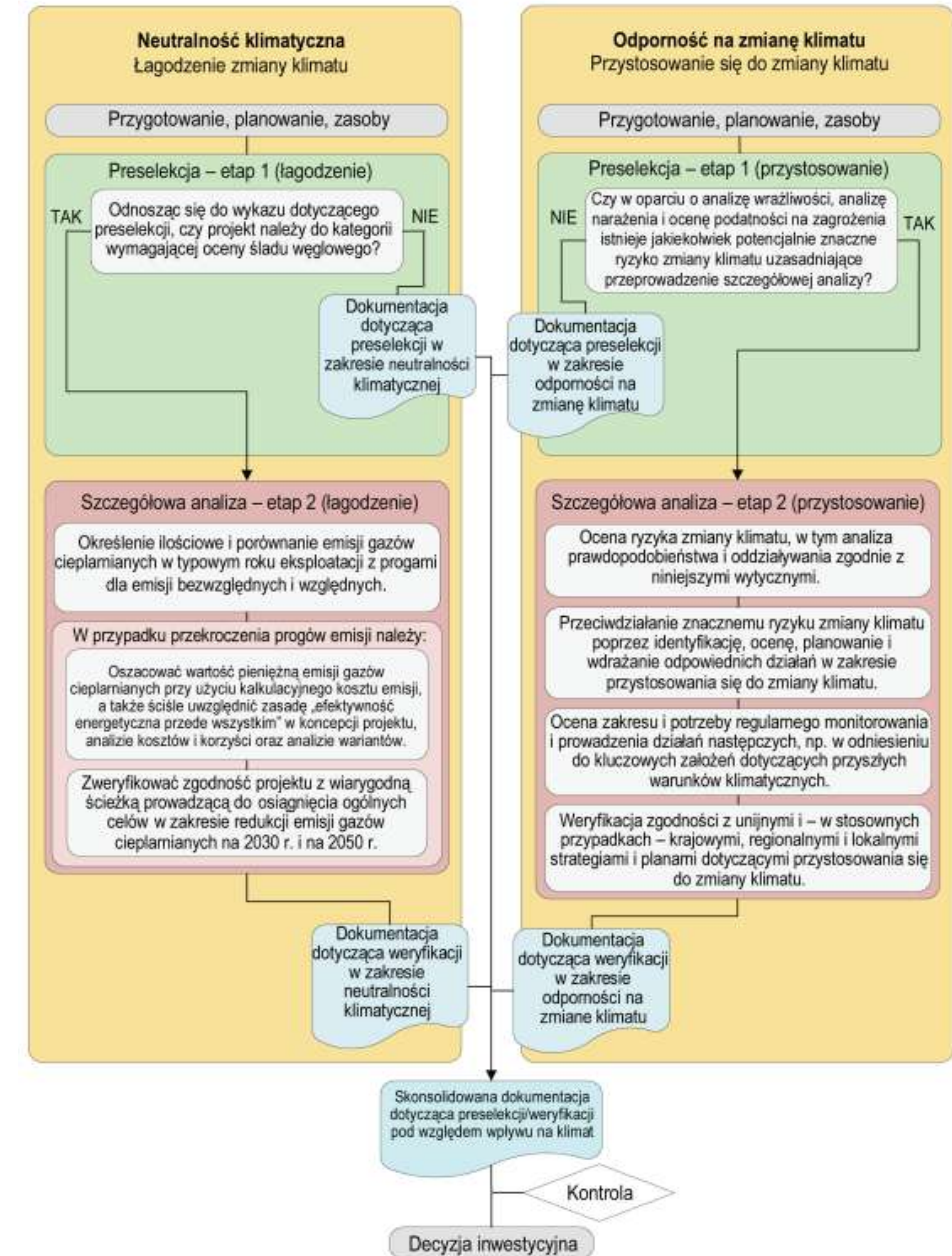 Neutralność klimatyczna
Łagodzenie zmiany klimatu
Przygotowanie, planowanie, zasoby
Preselekcja – etap 1 (łagodzenie)
TAK
Odnosząc się do wykazu dotyczącego
preselekcji, czy projekt należy do kategorii
wymagającej oceny śladu węglowego?
NIE
Dokumentacja
dotycząca
preselekcji w
zakresie neutralności
klimatycznej
Szczegółowa analiza – etap 2 (łagodzenie)
Określenie ilościowe i porównanie emisji gazów
cieplarnianych w typowym roku eksploatacji z progami
dla emisji bezwzględnych i względnych.
W przypadku przekroczenia progów emisji należy:
Oszacować wartość pieniężną emisji gazów
cieplarnianych przy użyciu kalkulacyjnego kosztu emisji,
a także ściśle uwzględnić zasadę „efektywność
energetyczna przede wszystkim” w koncepcji projektu,
analizie kosztów i korzyści oraz analizie wariantów.
Zweryfikować zgodność projektu z wiarygodną
ścieżką prowadzącą do osiągnięcia ogólnych
celów w zakresie redukcji emisji gazów
cieplarnianych na 2030 r. i na 2050 r.
Dokumentacja
dotycząca weryfikacji
w zakresie
neutralności
klimatycznej
Odporność na zmianę klimatu
Przystosowanie się do zmiany klimatu
Przygotowanie, planowanie, zasoby
Preselekcja – etap 1 (przystosowanie)
NIE
Czy w oparciu o analizę wrażliwości, analizę
narażenia i ocenę podatności na zagrożenia
istnieje jakiekolwiek potencjalnie znaczne
ryzyko zmiany klimatu uzasadniające
przeprowadzenie szczegółowej analizy?
TAK
Dokumentacja
dotycząca preselekcji
w zakresie
odporności na
zmianę klimatu
Szczegółowa analiza – etap 2 (przystosowanie)
Ocena ryzyka zmiany klimatu, w tym analiza
prawdopodobieństwa i oddziaływania zgodnie z
niniejszymi wytycznymi.
Przeciwdziałanie znacznemu ryzyku zmiany klimatu
poprzez identyfikację, ocenę, planowanie i
wdrażanie odpowiednich działań w zakresie
przystosowania się do zmiany klimatu.
Ocena zakresu i potrzeby regularnego monitorowania
i prowadzenia działań następczych, np. w odniesieniu
do kluczowych założeń dotyczących przyszłych
warunków klimatycznych.
Weryfikacja zgodności z unijnymi i – w stosownych
przypadkach – krajowymi, regionalnymi i lokalnymi
strategiami i planami dotyczącymi przystosowania się
do zmiany klimatu.
Dokumentacja
dotycząca weryfikacji
w zakresie
odporności na
zmiane klimatu
Skonsolidowana dokumentacja
dotycząca preselekcji/weryfikacji
pod względem wpływu na klimat
Kontrola
Decyzja inwestycyjna